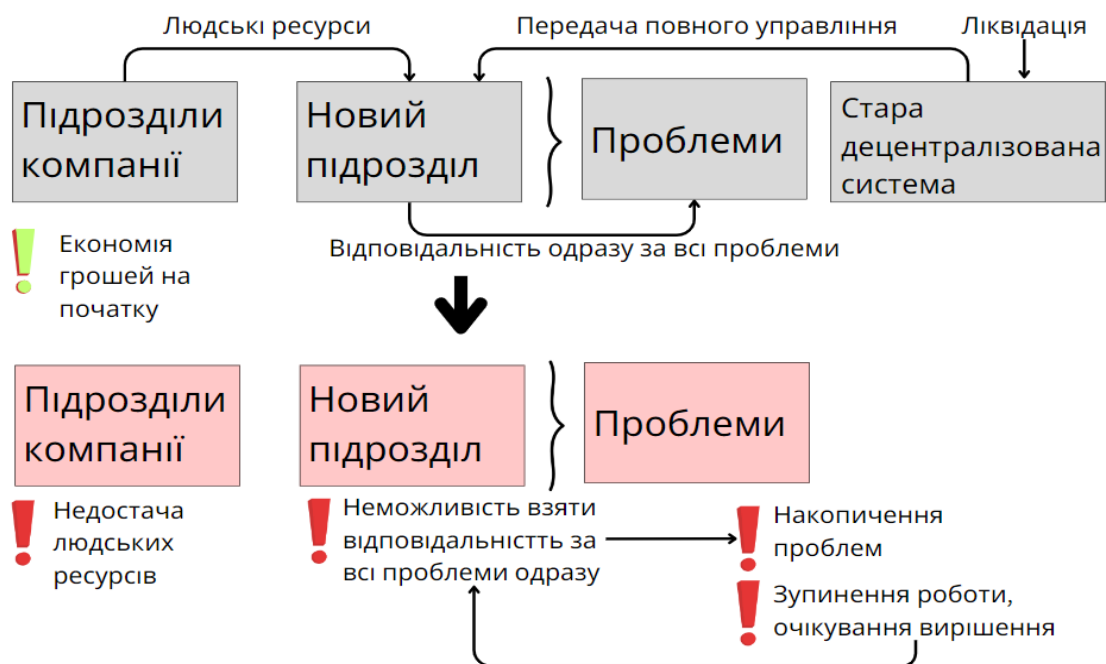 Людські ресурси
Передача повного управління
Ліквідація
Підрозділи
компанії
Новий
підрозділ
Проблеми
Стара
децентралізована
система
Економія
грошей на
початку
Відповідальність одразу за всі проблеми
Підрозділи
компанії
Новий
підрозділ
Проблеми
Недостача
людських
ресурсів
Неможливість взяти
відповідальністть за
всі проблеми одразу
Накопичення
проблем
Зупинення роботи,
очікування вирішення